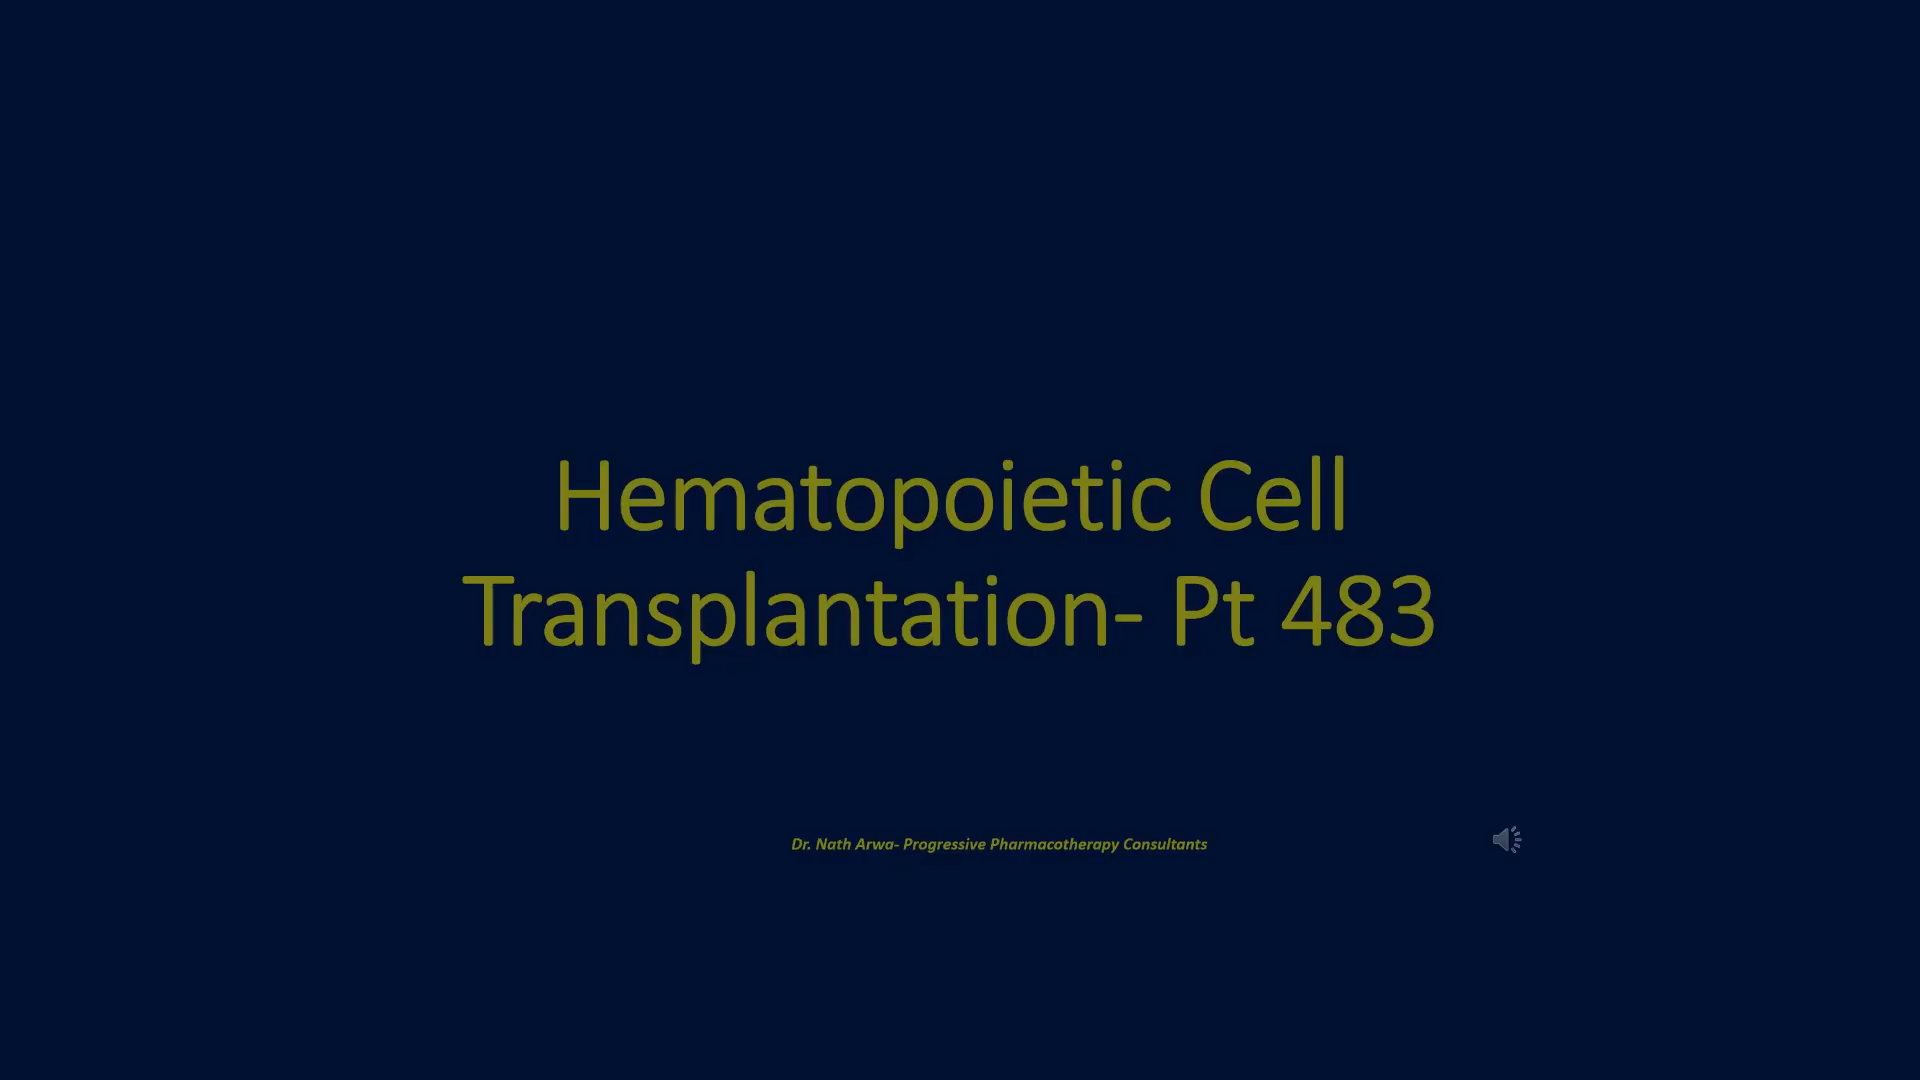 Hematopoietic Cell
Transplantation- Pt 483
Dr. Nath Arwa- Progressive Pharmacotherapy Consultants